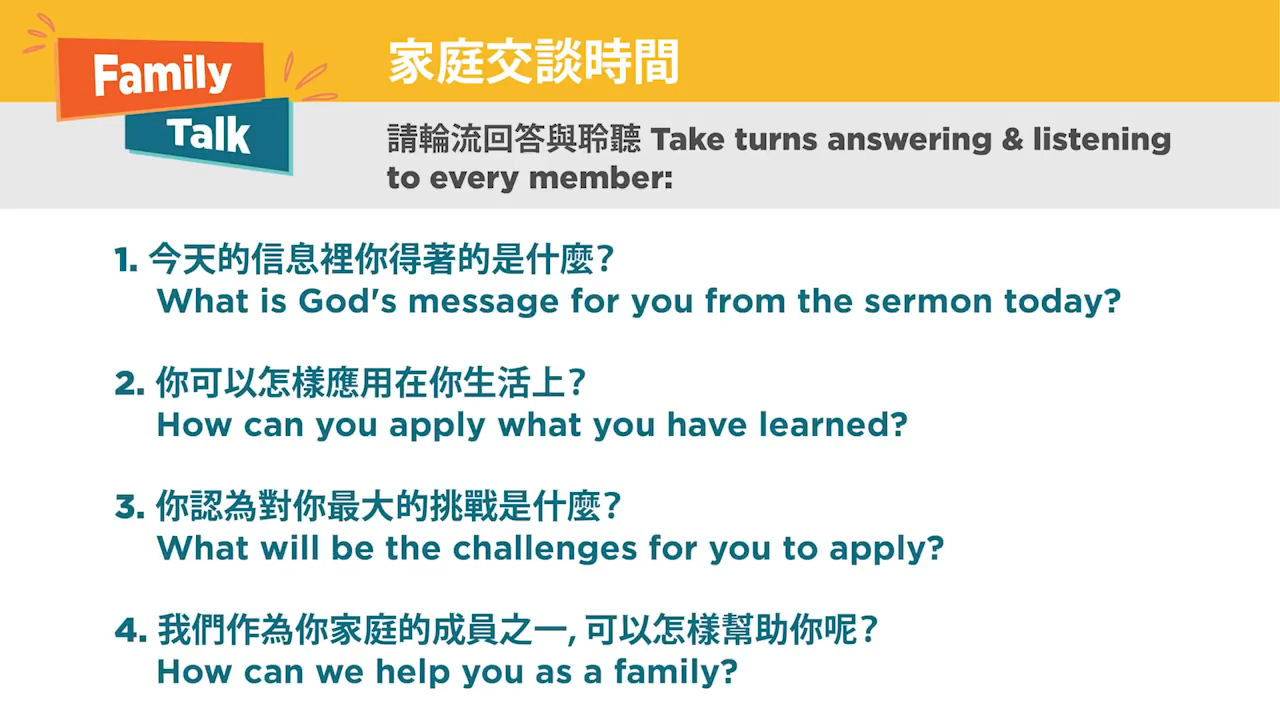 Family
Talk
家庭交談時間
請輪流回答與聆聽 Take turns answering & listening
to every member:
1. 今天的信息裡你得著的是什麼?
What is God's message for you from the sermon today?
2. 你可以怎樣應用在你生活上?
How can you apply what you have learned?
3. 你認為對你最大的挑戰是什麼?
What will be the challenges for you to apply?
4. 我們作為你家庭的成員之一, 可以怎樣幫助你呢?
How can we help you as a family?